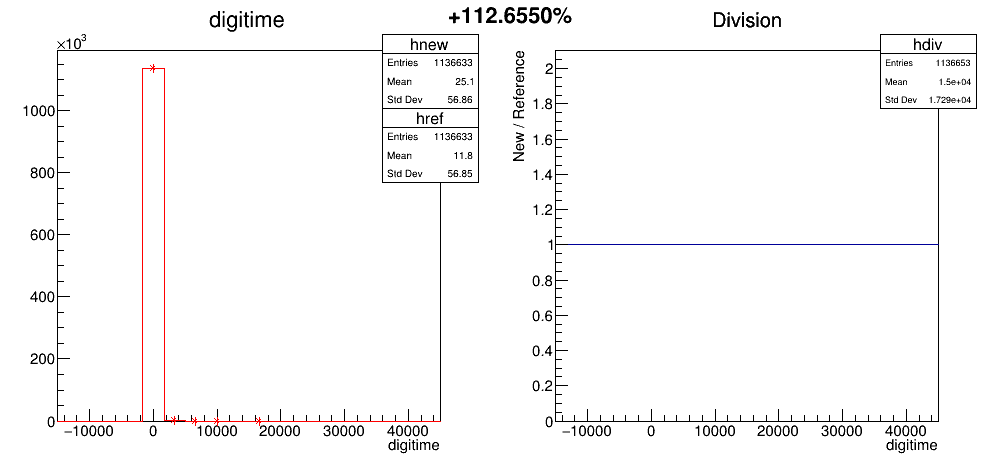 digitime
+112.6550%
Division
×10³
hnew
Entries 1136633
Mean 25.1
Std Dev 56.86
href
Entries 1136633
Mean 11.8
Std Dev 56.85
1000
800
600
400
200
0
−10000 0 10000 20000 30000 40000
digitime
hdiv
Entries 1136653
Mean 1.5e+04
Std Dev 1.729e+04
New / Reference
2
1.8
1.6
1.4
1.2
1
0.8
0.6
0.4
0.2
0
−10000 0 10000 20000 30000 40000
digitime